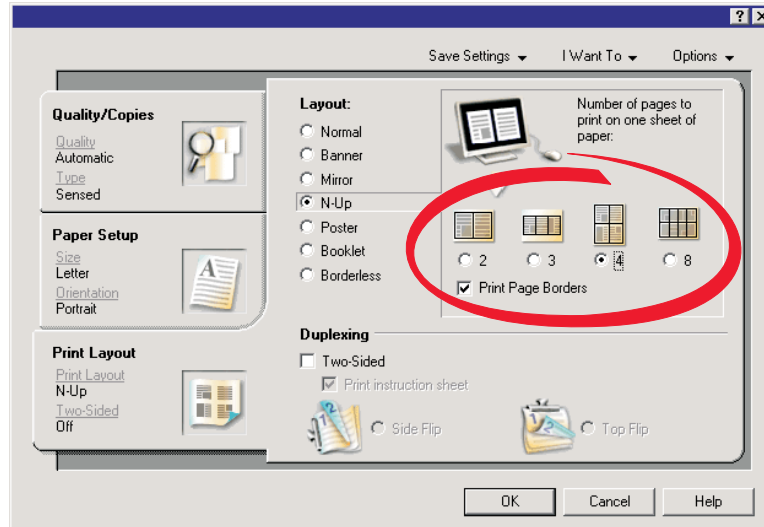 Save Settings
I Want To
Options
Quality/Copies
Quality
Automatic
Type
Sensed
Paper Setup
Size
Letter
Orientation
Portrait
Print Layout
Print Layout
N-Up
Two-Sided
Off
Layout:
Normal
Banner
Mirror
N-Up
Poster
Booklet
Borderless
Number of pages to
print on one sheet of
paper:
2
3
4
8
Print Page Borders
Duplexing
Two-Sided
Print instruction sheet
Side Flip
Top Flip
OK
Cancel
Help